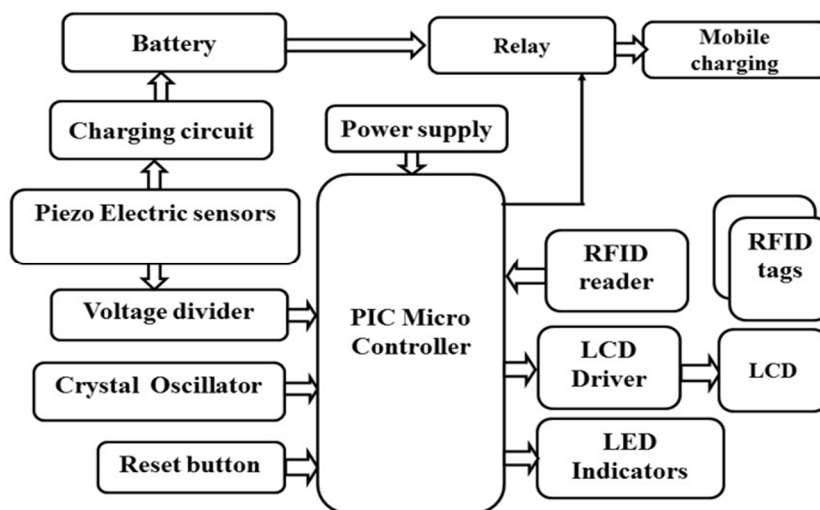 Battery
Relay
Mobile
charging
Charging circuit
Power supply
Piezo Electric sensors
RFID
reader
RFID
tags
Voltage divider
PIC Micro
Controller
LCD
Driver
LCD
Crystal Oscillator
Reset button
LED
Indicators